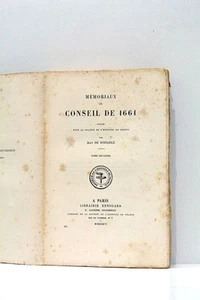 MÉMORIAUX
DU
CONSEIL DE 1661
PUBLIÉS
POUR LA SOCIÉTÉ DE L'HISTOIRE DE FRANCE
PAR
JEAN DE BOISLISLE
TOME DEUXIÈME
A PARIS
LIBRAIRIE RENOUARD
H. LAURENS, SUCCESSEUR
LIBRAIRE DE LA SOCIÉTÉ DE L'HISTOIRE DE FRANCE
RUE DE TOURNON, N° 6